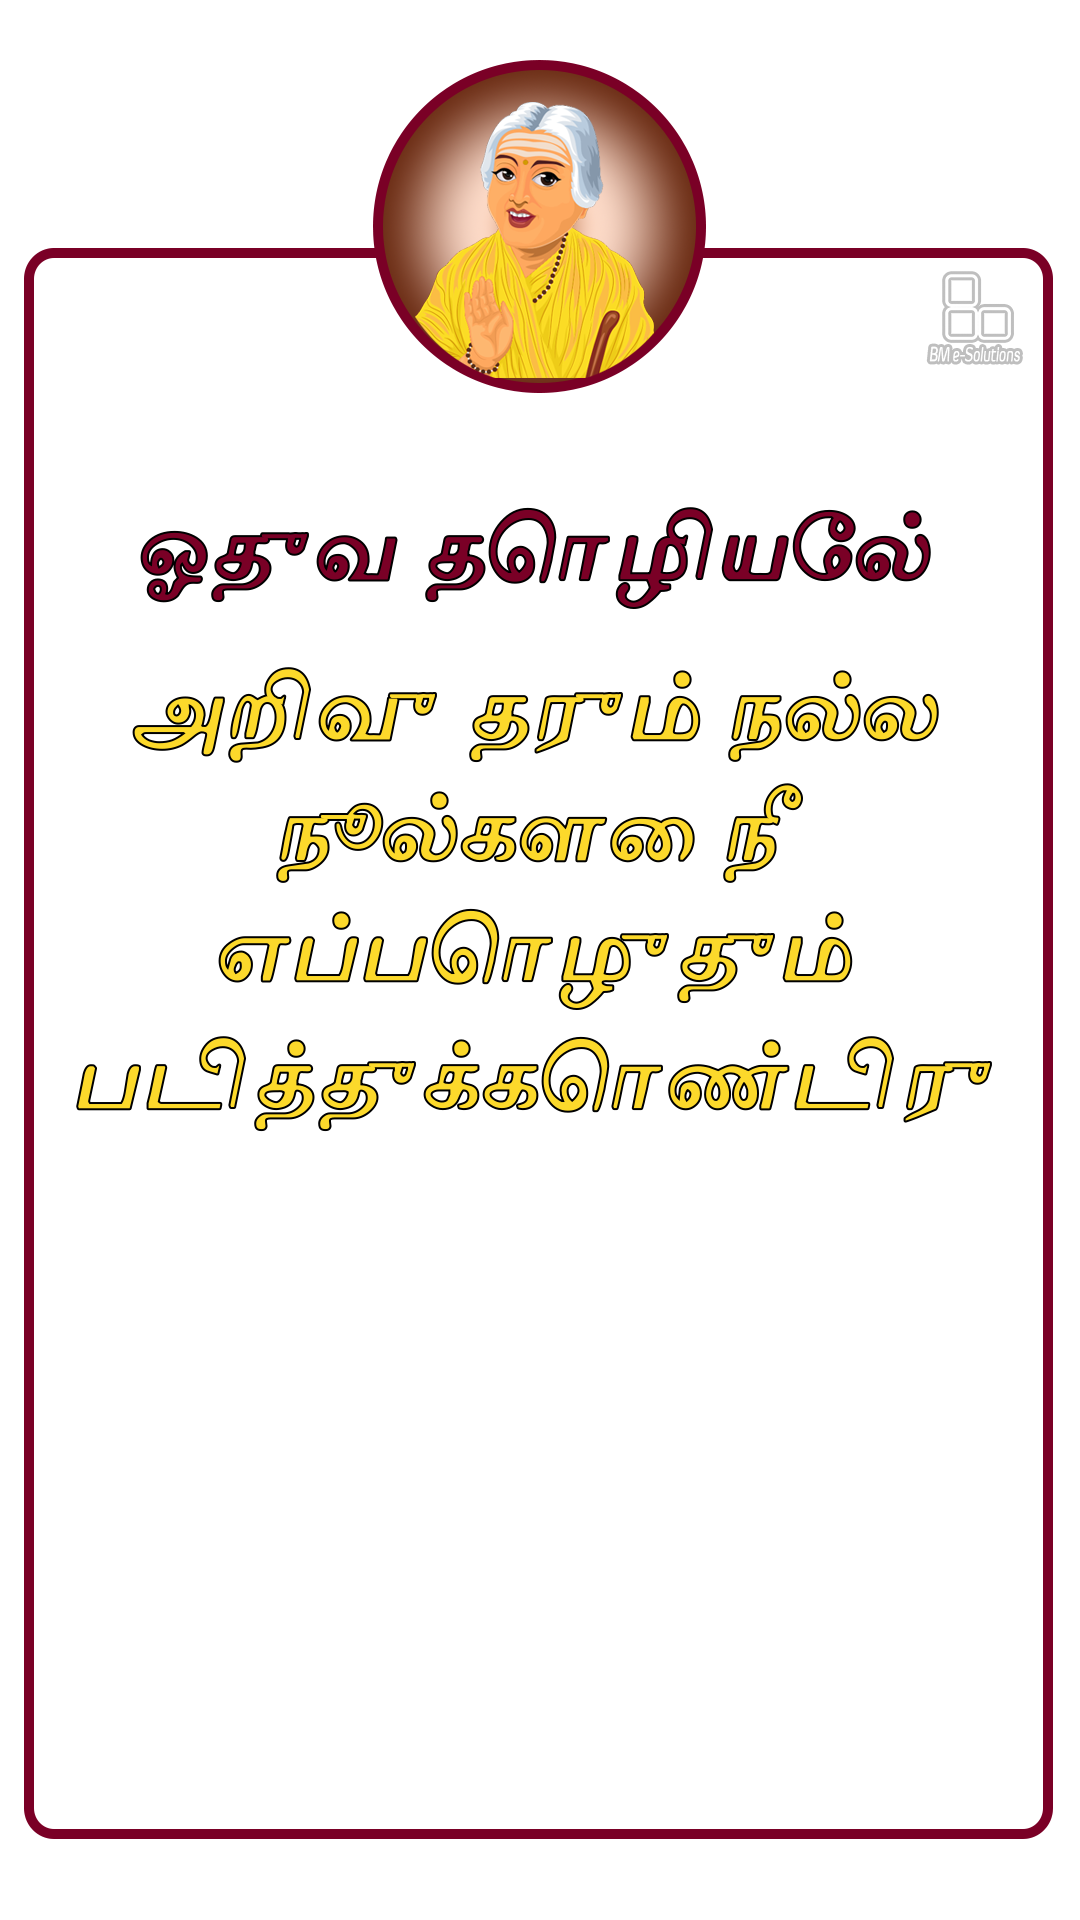 ஓதுவ தொழியேல்
அறிவு தரும் நல்ல
நூல்களை நீ
எப்பொழுதும்
படித்துக்கொண்டிரு
BM e-Solutions